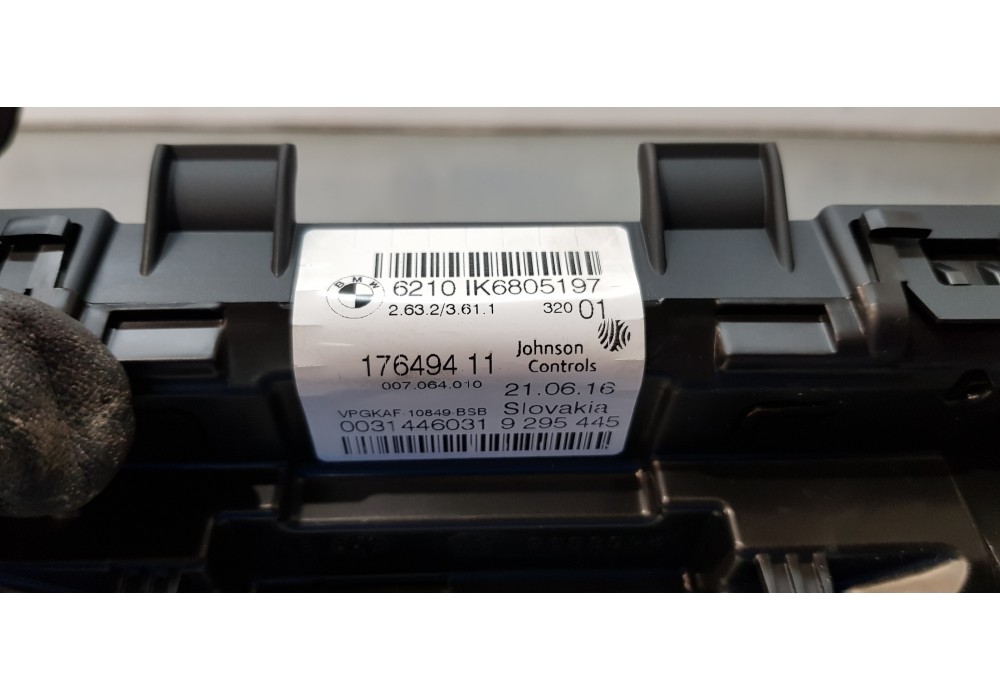 BMW
6210 IK6805197
2.63.2/3.61.1 320 01
176494 11 Johnson Controls
007.064.010 21.06.16
VPGKAF-10849-BSB Slovakia
0031446031 9 295 445